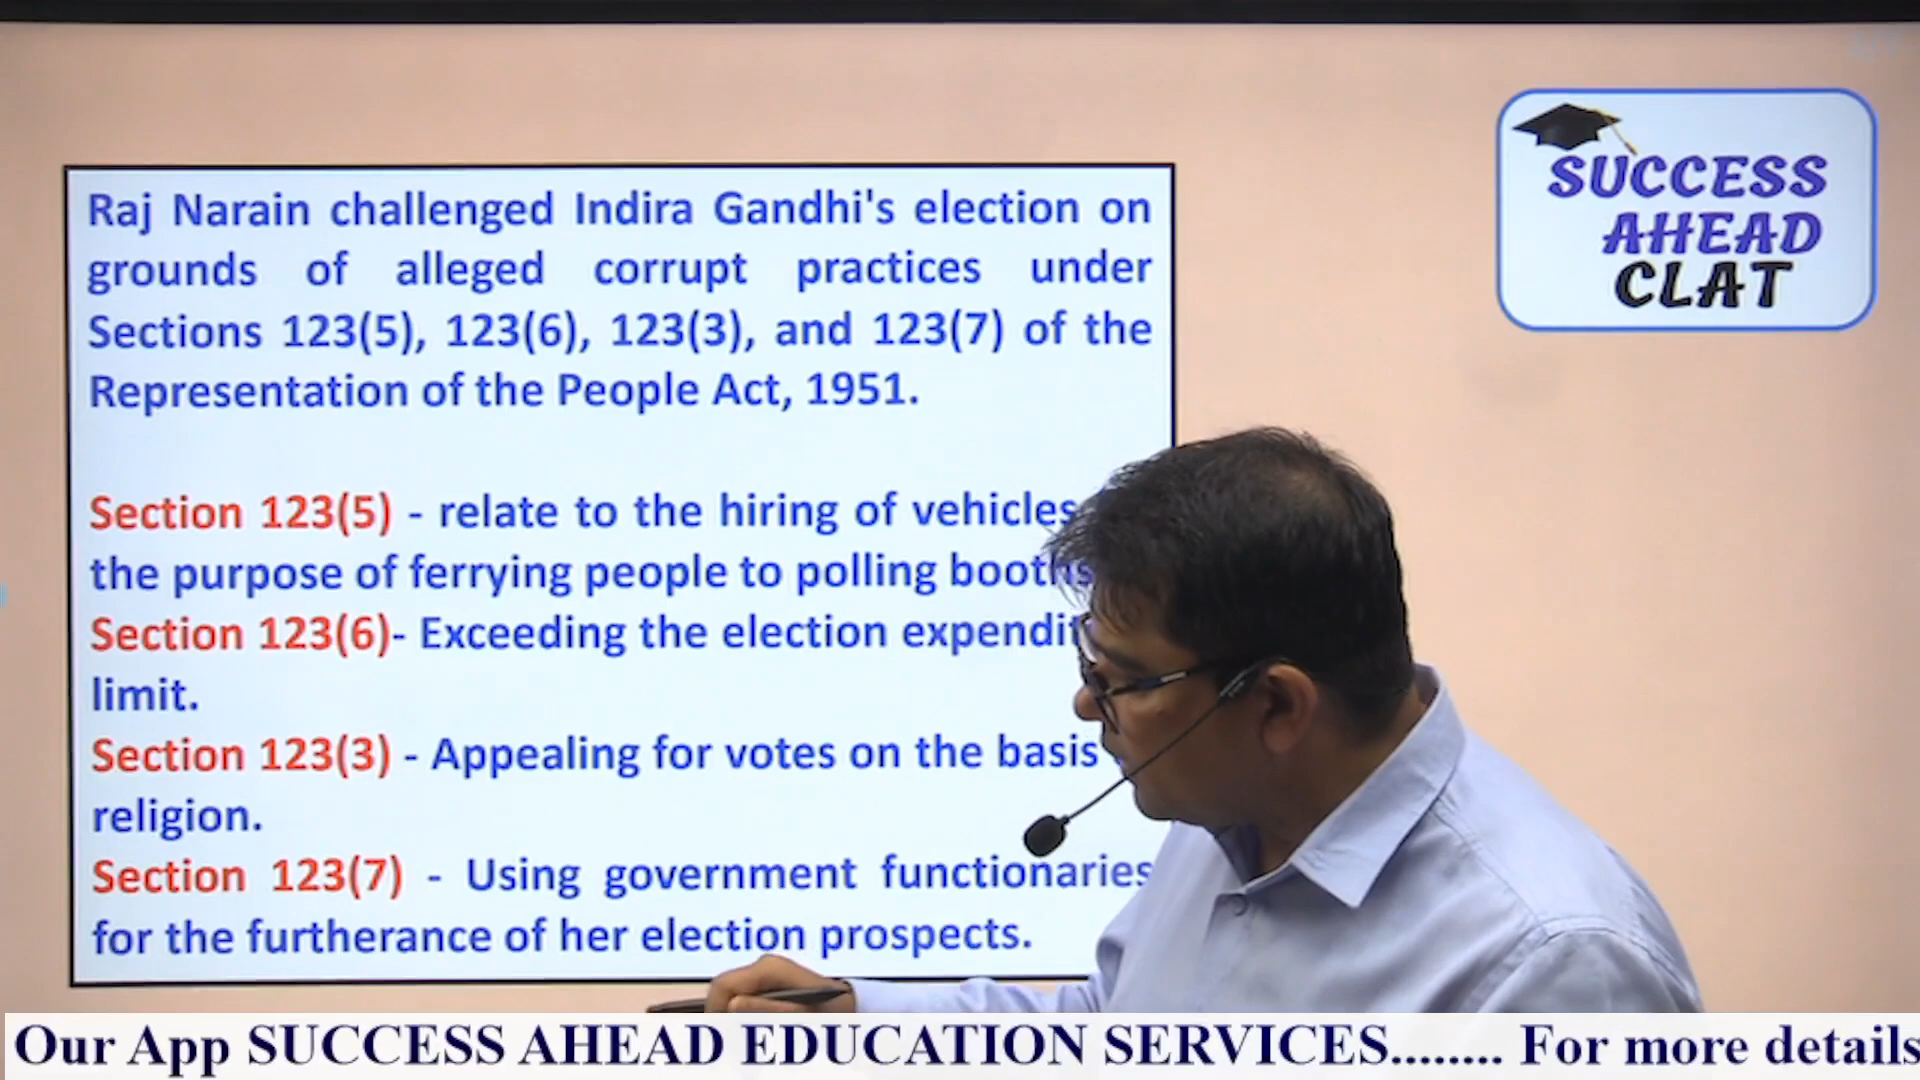 Raj Narain challenged Indira Gandhi's election on
grounds of alleged corrupt practices under
Sections 123(5), 123(6), 123(3), and 123(7) of the
Representation of the People Act, 1951.
Section 123(5) - relate to the hiring of vehicles
the purpose of ferrying people to polling booths
Section 123(6)- Exceeding the election
limit.
Section 123(3) - Appealing for votes on the basis
religion.
Section 123(7) - Using government functionaries
for the furtherance of her election prospects.
SUCCESS
AHEAD
CLAT
Our App SUCCESS AHEAD EDUCATION SERVICES........ For more details